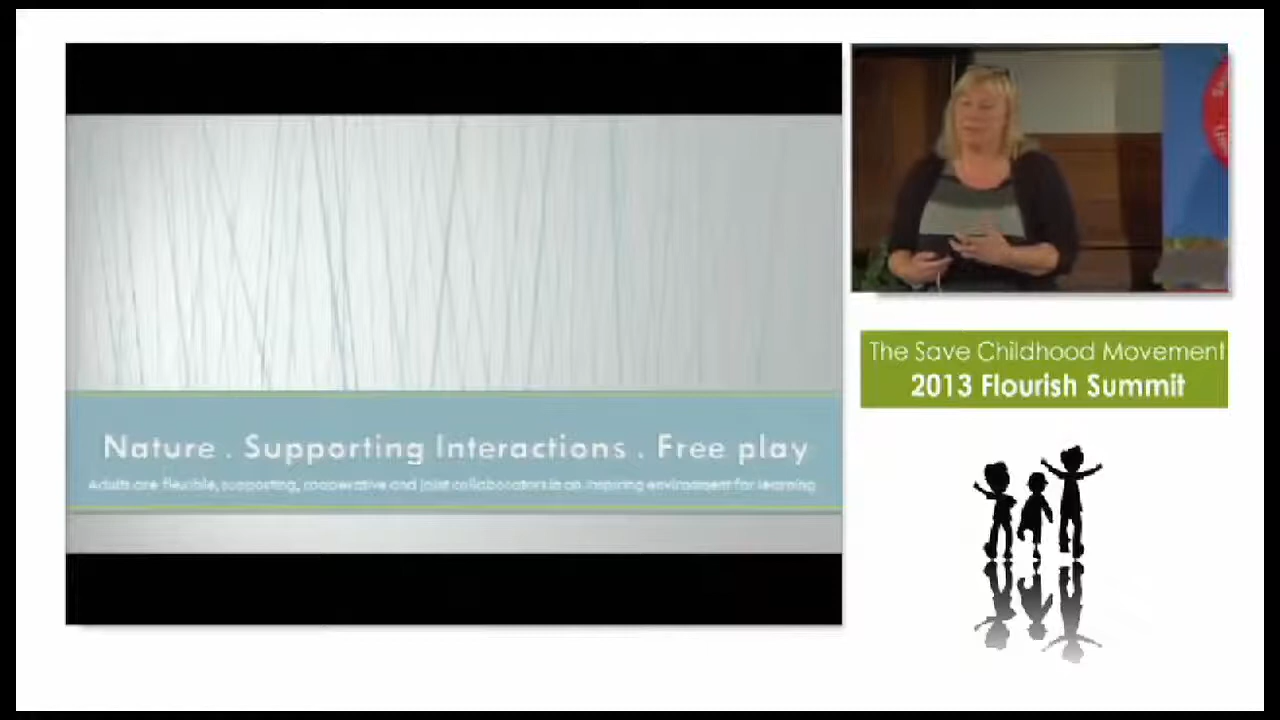 Nature . Supporting Interactions . Free play
Adults are flexible, supporting, cooperative and joint collaborators in an inspiring environment for learning
The Save Childhood Movement
2013 Flourish Summit